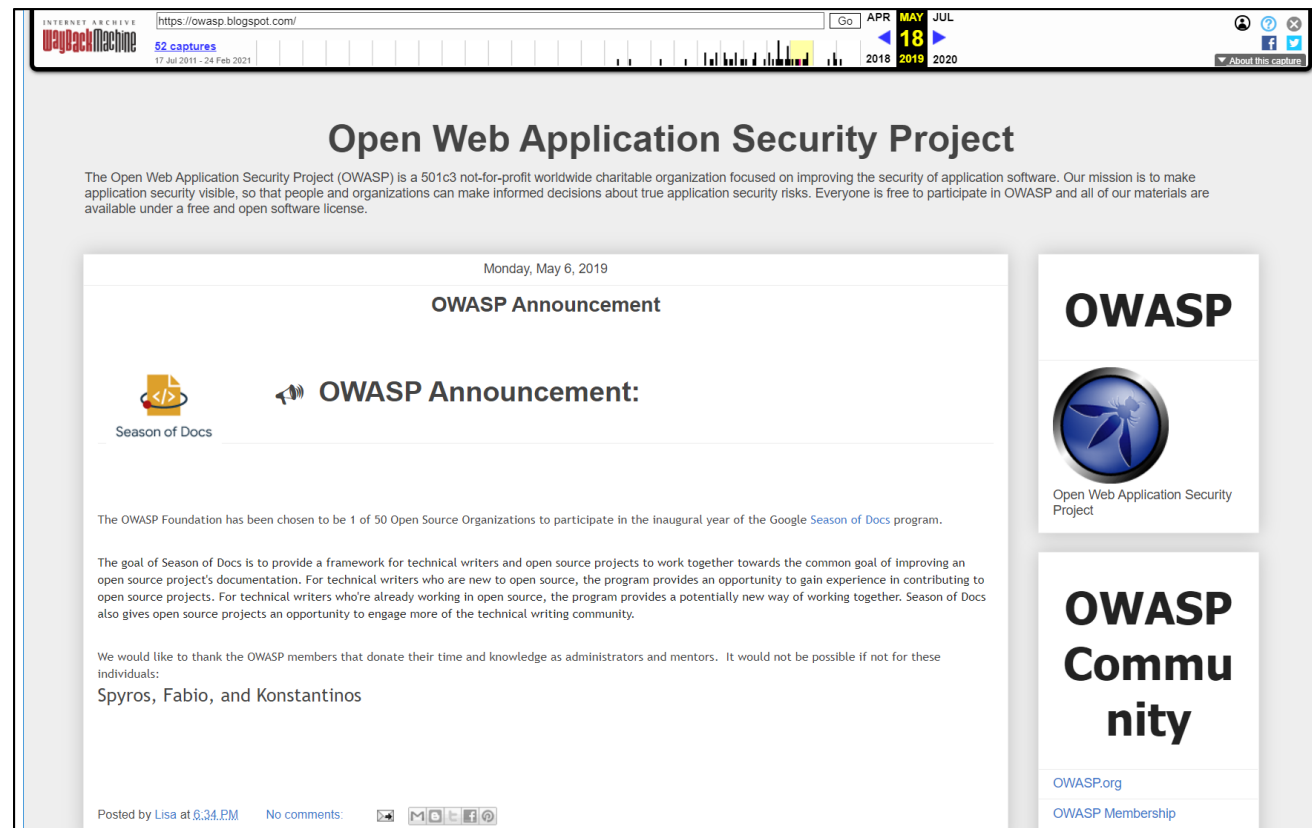 INTERNET ARCHIVE
WayBackMachine
https://owasp.blogspot.com/
Go
APR MAY JUL
52 captures
18
17 Jul 2011 - 24 Feb 2021
2018 2019 2020
f
About this capture
Open Web Application Security Project
The Open Web Application Security Project (OWASP) is a 501c3 not-for-profit worldwide charitable organization focused on improving the security of application software. Our mission is to make
application security visible, so that people and organizations can make informed decisions about true application security risks. Everyone is free to participate in OWASP and all of our materials are
available under a free and open software license.
Monday, May 6, 2019
OWASP Announcement
OWASP Announcement:
Season of Docs
The OWASP Foundation has been chosen to be 1 of 50 Open Source Organizations to participate in the inaugural year of the Google Season of Docs program.
The goal of Season of Docs is to provide a framework for technical writers and open source projects to work together towards the common goal of improving an
open source project's documentation. For technical writers who are new to open source, the program provides an opportunity to gain experience in contributing to
open source projects. For technical writers who're already working in open source, the program provides a potentially new way of working together. Season of Docs
also gives open source projects an opportunity to engage more of the technical writing community.
We would like to thank the OWASP members that donate their time and knowledge as administrators and mentors.  It would not be possible if not for these
individuals:
Spyros, Fabio, and Konstantinos
Posted by Lisa at 6:34 PM No comments:
OWASP
Open Web Application Security
Project
OWASP
Commu
nity
OWASP.org
OWASP Membership